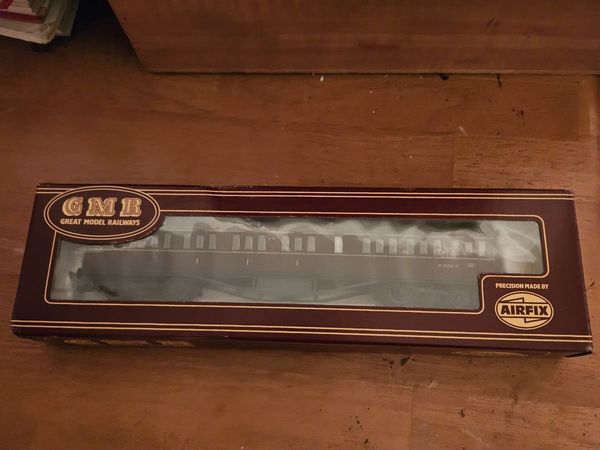 GMR
GREAT MODEL RAILWAYS
PRECISION MADE BY
AIRFIX